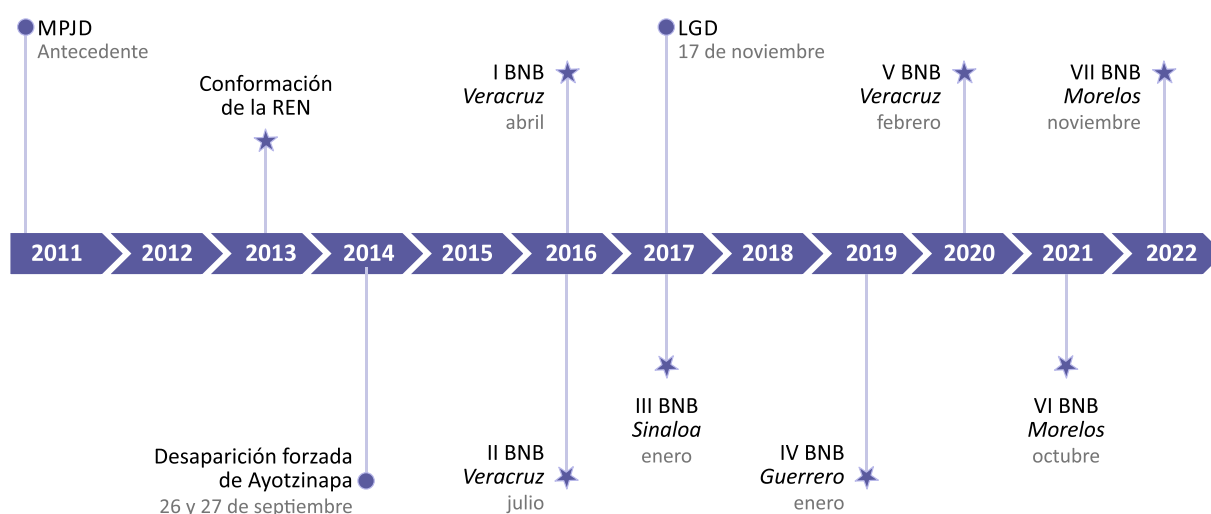 MPJD
Antecedente
Conformación
de la REN
I BNB
Veracruz
abril
LGD
17 de noviembre
V BNB
Veracruz
febrero
VII BNB
Morelos
noviembre
2011 2012 2013 2014 2015 2016 2017 2018 2019 2020 2021 2022
Desaparición forzada
de Ayotzinapa
26 y 27 de septiembre
II BNB
Veracruz
julio
III BNB
Sinaloa
enero
IV BNB
Guerrero
enero
VI BNB
Morelos
octubre